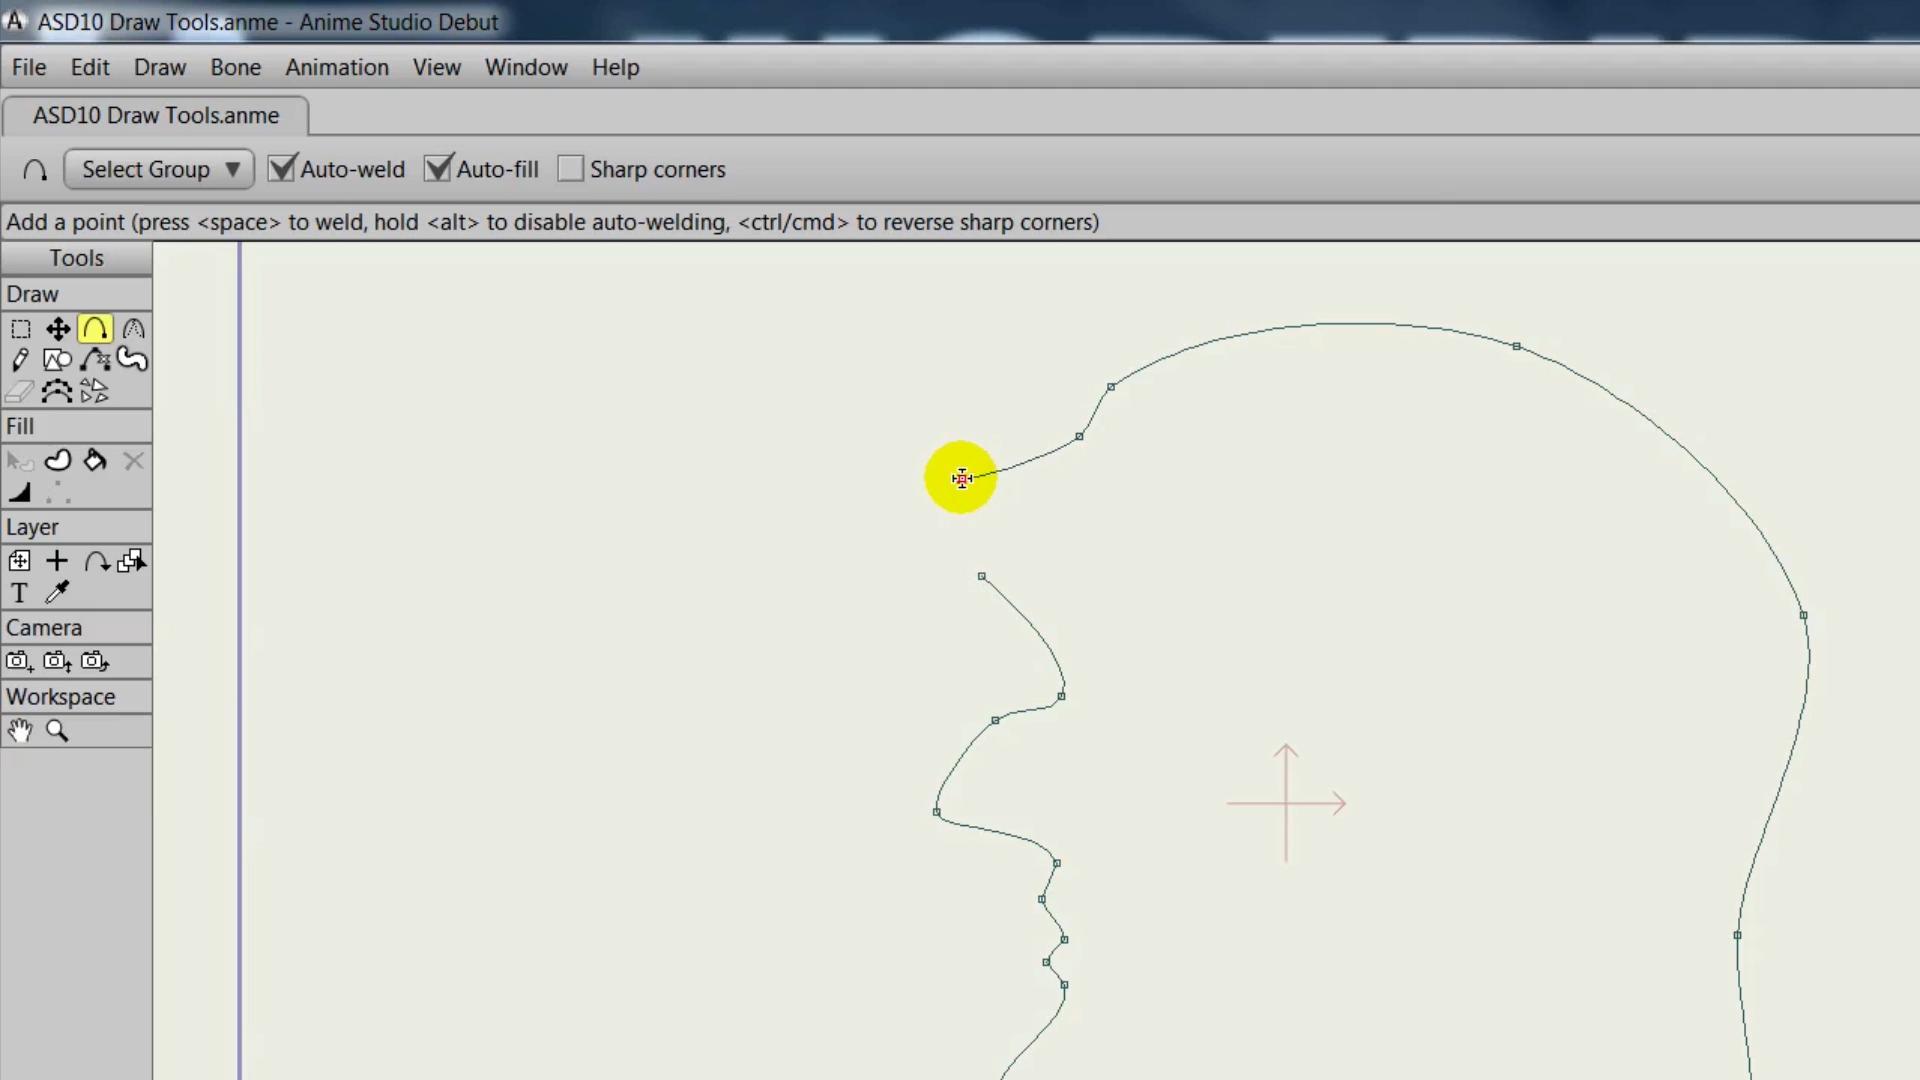 ASD10 Draw Tools.anme - Anime Studio Debut
File Edit Draw Bone Animation View Window Help
ASD10 Draw Tools.anme
Select Group Auto-weld Auto-fill Sharp corners
Add a point (press <space> to weld, hold <alt> to disable auto-welding, <ctrl/cmd> to reverse sharp corners)
Tools
Draw
Fill
Layer
T
Camera
Workspace